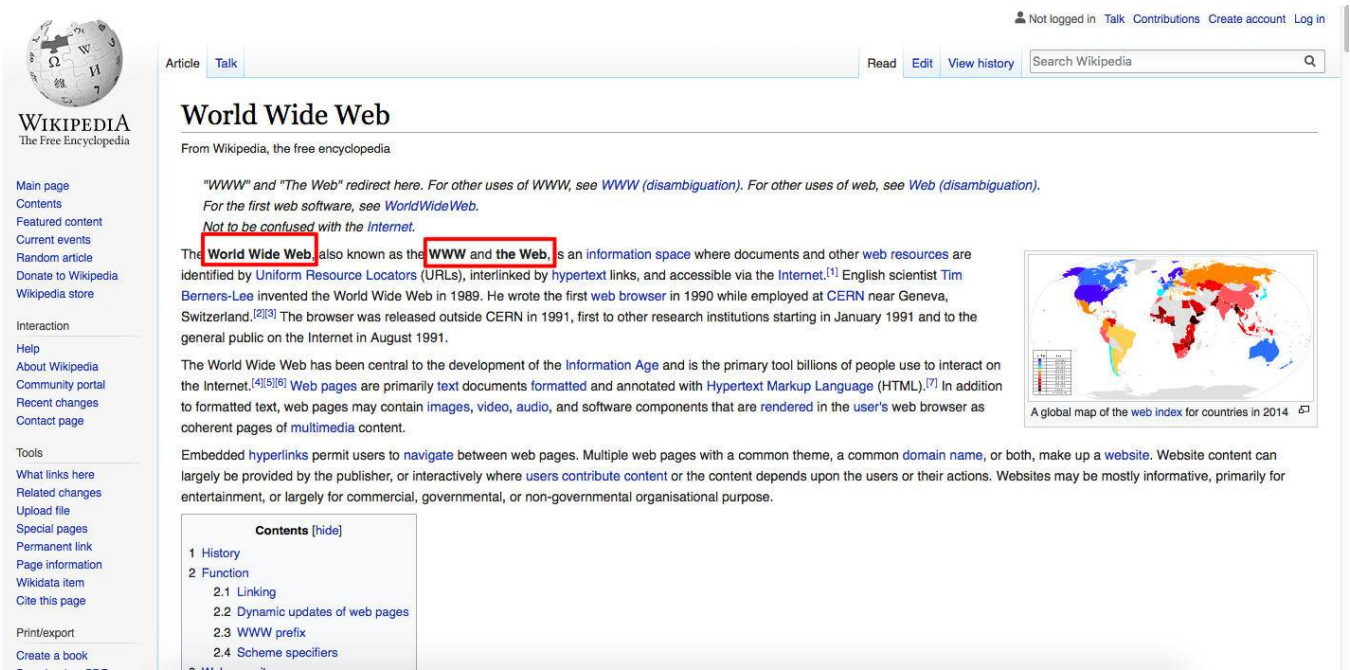 Not logged in Talk Contributions Create account Log in
WIKIPEDIA
The Free Encyclopedia
Main page
Contents
Featured content
Current events
Random article
Donate to Wikipedia
Wikipedia store
Interaction
Help
About Wikipedia
Community portal
Recent changes
Contact page
Tools
What links here
Related changes
Upload file
Special pages
Permanent link
Page information
Wikidata item
Cite this page
Print/export
Create a book
Article Talk
Read Edit View history Search Wikipedia
World Wide Web
From Wikipedia, the free encyclopedia
"WWW" and "The Web" redirect here. For other uses of WWW, see WWW (disambiguation). For other uses of web, see Web (disambiguation).
For the first web software, see WorldWideWeb.
Not to be confused with the Internet.
The World Wide Web, also known as the WWW and the Web, is an information space where documents and other web resources are
identified by Uniform Resource Locators (URLs), interlinked by hypertext links, and accessible via the Internet.[1] English scientist Tim
Berners-Lee invented the World Wide Web in 1989. He wrote the first web browser in 1990 while employed at CERN near Geneva,
Switzerland.[2][3] The browser was released outside CERN in 1991, first to other research institutions starting in January 1991 and to the
general public on the Internet in August 1991.
The World Wide Web has been central to the development of the Information Age and is the primary tool billions of people use to interact on
the Internet.[4][5][6] Web pages are primarily text documents formatted and annotated with Hypertext Markup Language (HTML).[7] In addition
to formatted text, web pages may contain images, video, audio, and software components that are rendered in the user's web browser as
coherent pages of multimedia content.
Embedded hyperlinks permit users to navigate between web pages. Multiple web pages with a common theme, a common domain name, or both, make up a website. Website content can
largely be provided by the publisher, or interactively where users contribute content or the content depends upon the users or their actions. Websites may be mostly informative, primarily for
entertainment, or largely for commercial, governmental, or non-governmental organisational purpose.
A global map of the web index for countries in 2014
Contents [hide]
1 History
2 Function
2.1 Linking
2.2 Dynamic updates of web pages
2.3 WWW prefix
2.4 Scheme specifiers